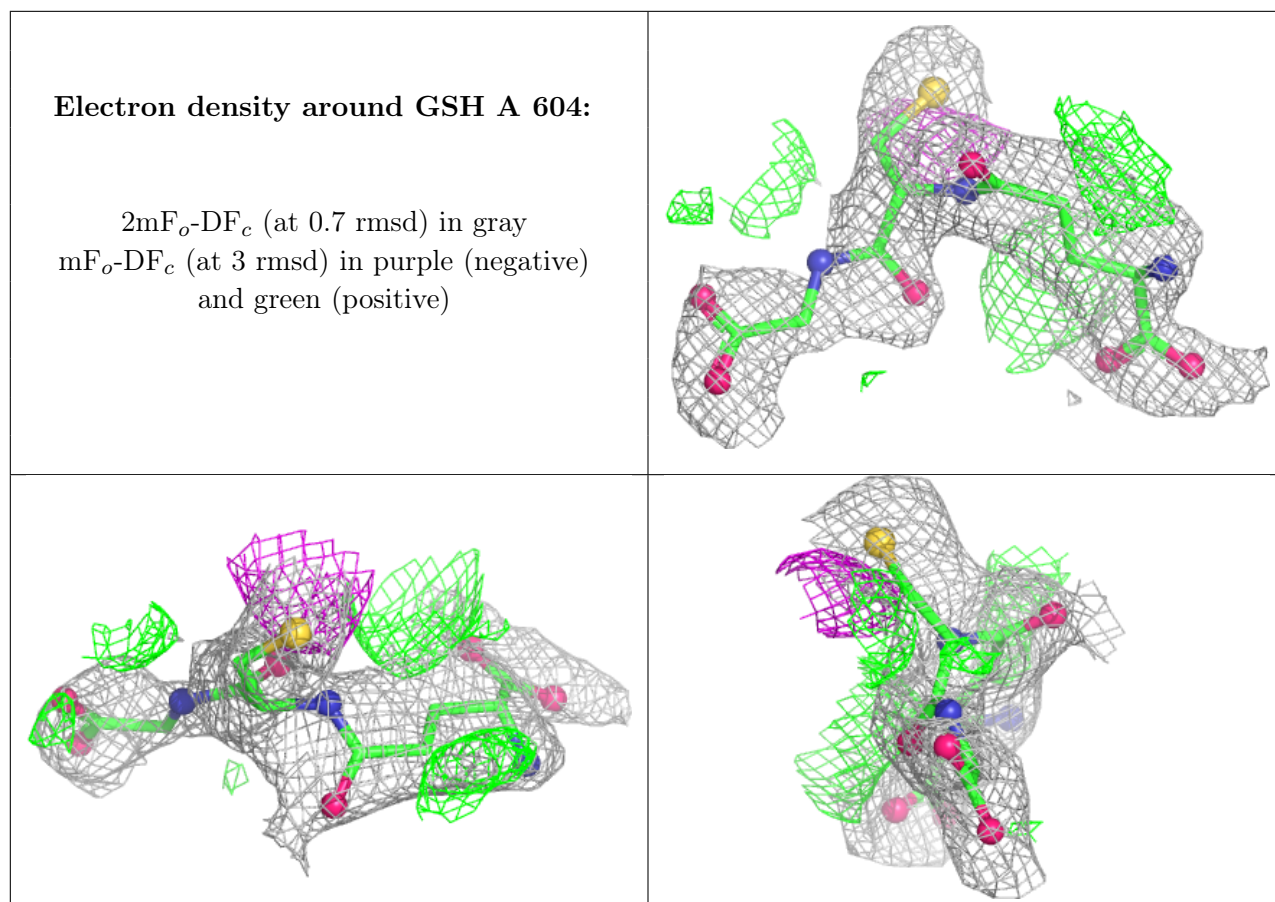 Electron density around GSH A 604:
2mFo-DFc (at 0.7 rmsd) in gray
mFo-DFc (at 3 rmsd) in purple (negative)
and green (positive)